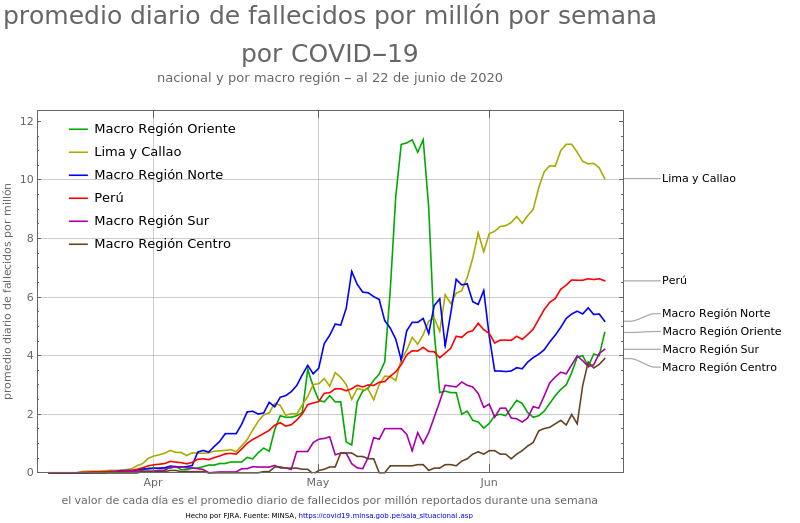 promedio diario de fallecidos por millón por semana
por COVID−19
nacional y por macro región − al 22 de junio de 2020
promedio diario de fallecidos por millón
12
10
8
6
4
2
0
Macro Región Oriente
Lima y Callao
Macro Región Norte
Perú
Macro Región Sur
Macro Región Centro
Lima y Callao
Perú
Macro Región Norte
Macro Región Oriente
Macro Región Sur
Macro Región Centro
Apr
May
Jun
el valor de cada día es el promedio diario de fallecidos por millón reportados durante una semana
Hecho por FJRA. Fuente: MINSA, https://covid19.minsa.gob.pe/sala_situacional.asp